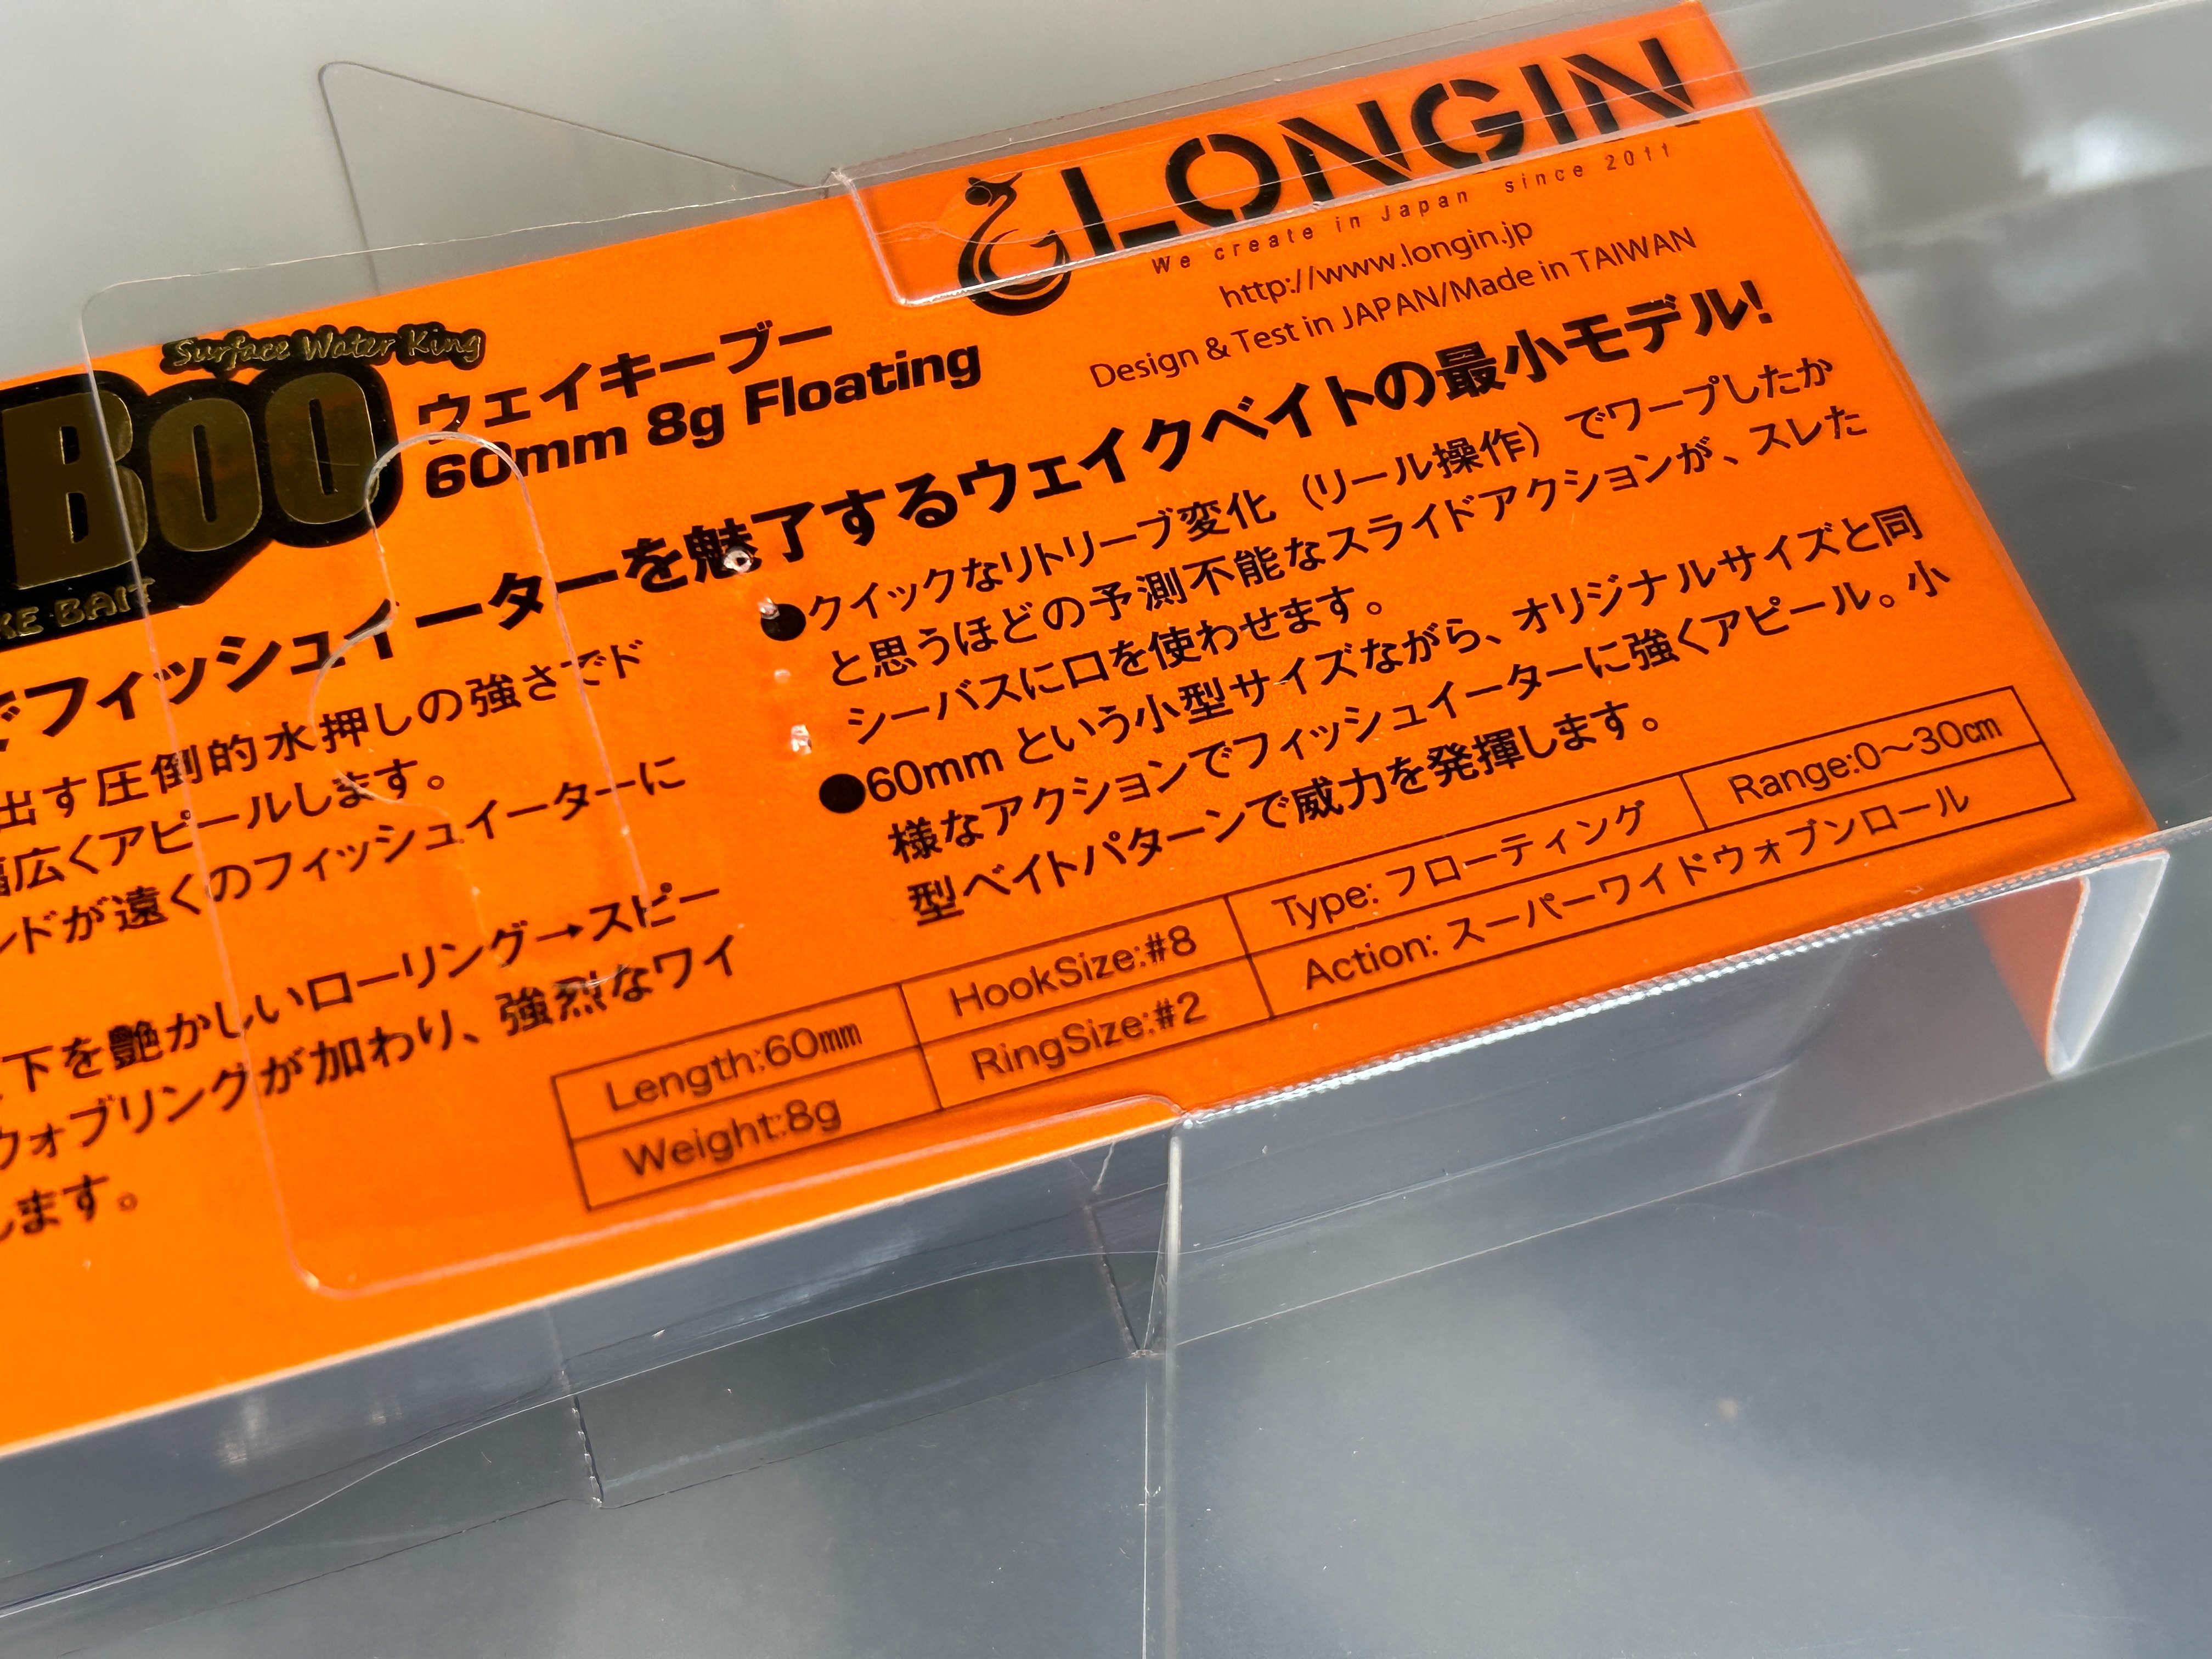 LONGIN
We create in Japan since 2011
http://www.longin.jp
Design & Test in JAPAN/Made in TAIWAN
Surface Water King
BOO
KE-BAIT
ウェイキーブー
60mm 8g Floating
でフィッシュイーターを魅了するウェイクベイトの最小モデル!
出す圧倒的水押しの強さでド
幅広くアピールします。
ンドが遠くのフィッシュイーターに
下を艶かしいローリング→スピー
ウォブリングが加わり、強烈なワイ
します。
●クイックなリトリーブ変化（リール操作）でワープしたか
と思うほどの予測不能なスライドアクションが、スレた
シーバスに口を使わせます。
●60mm という小型サイズながら、オリジナルサイズと同
様なアクションでフィッシュイーターに強くアピール。小
型ベイトパターンで威力を発揮します。
Length:60mm HookSize:#8 Type: フローティング Range:0〜30cm
Weight:8g RingSize:#2 Action: スーパーワイドウォブンロール